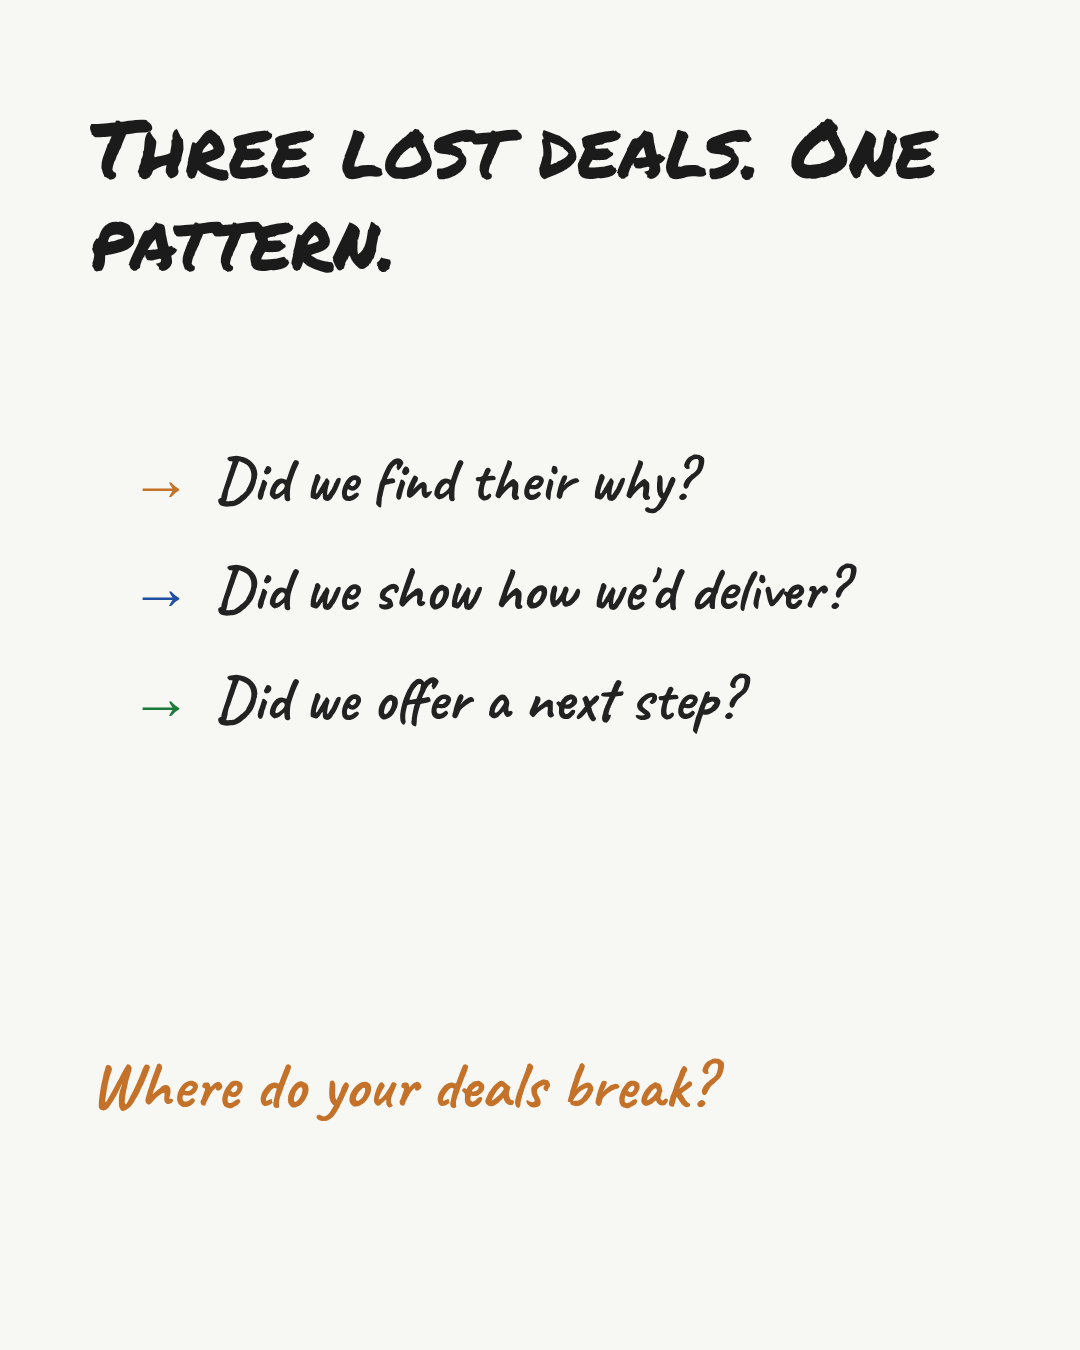 Three lost deals. One
pattern.
→ Did we find their why?
→ Did we show how we'd deliver?
→ Did we offer a next step?
Where do your deals break?